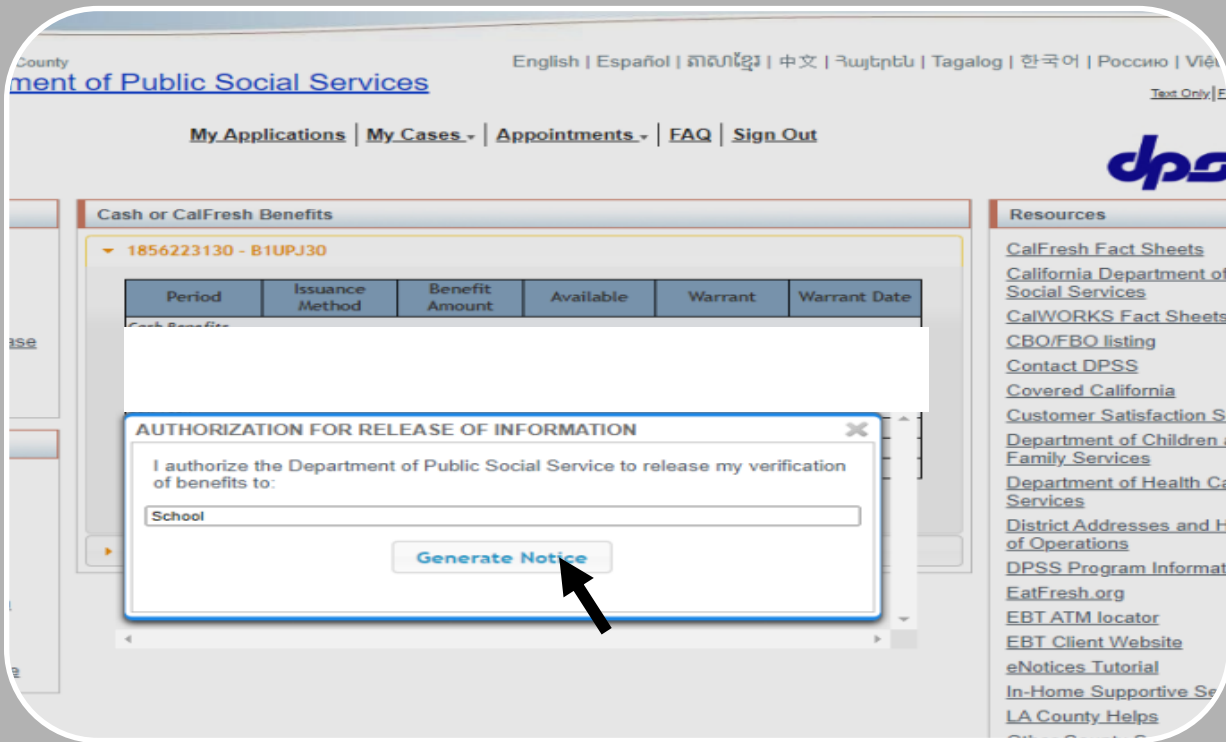 County
ment of Public Social Services
English | Español | ភាសាខ្មែរ | 中文 | Հայերեն | Tagalog | 한국어 | Россию | Việ
Text Only|F
My Applications | My Cases | Appointments | FAQ | Sign Out
dps
Cash or CalFresh Benefits
1856223130 - B1UPJ30
Period
Issuance
Method
Benefit
Amount
Available
Warrant
Warrant Date
Cash Benefits
ase
AUTHORIZATION FOR RELEASE OF INFORMATION
I authorize the Department of Public Social Service to release my verification
of benefits to:
School
Generate Notice
Resources
CalFresh Fact Sheets
California Department of
Social Services
CalWORKS Fact Sheets
CBO/FBO listing
Contact DPSS
Covered California
Customer Satisfaction S
Department of Children
Family Services
Department of Health Ca
Services
District Addresses and H
of Operations
DPSS Program Informat
EatFresh.org
EBT ATM locator
EBT Client Website
eNotices Tutorial
In-Home Supportive Se
LA County Helps